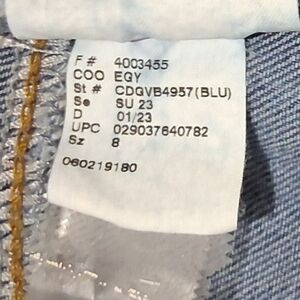 F # 4003455
COO EGY
St # CDGVB4957(BLU)
Se SU 23
D 01/23
UPC 029037640782
Sz 8
060219180